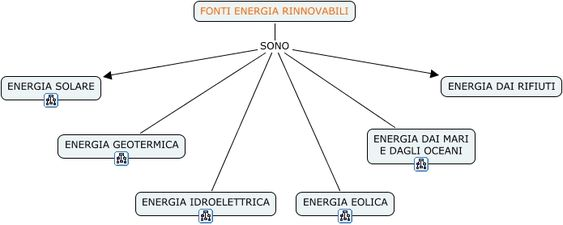 FONTI ENERGIA RINNOVABILI
SONO
ENERGIA SOLARE
ENERGIA DAI RIFIUTI
ENERGIA GEOTERMICA
ENERGIA DAI MARI
E DAGLI OCEANI
ENERGIA IDROELETTRICA
ENERGIA EOLICA